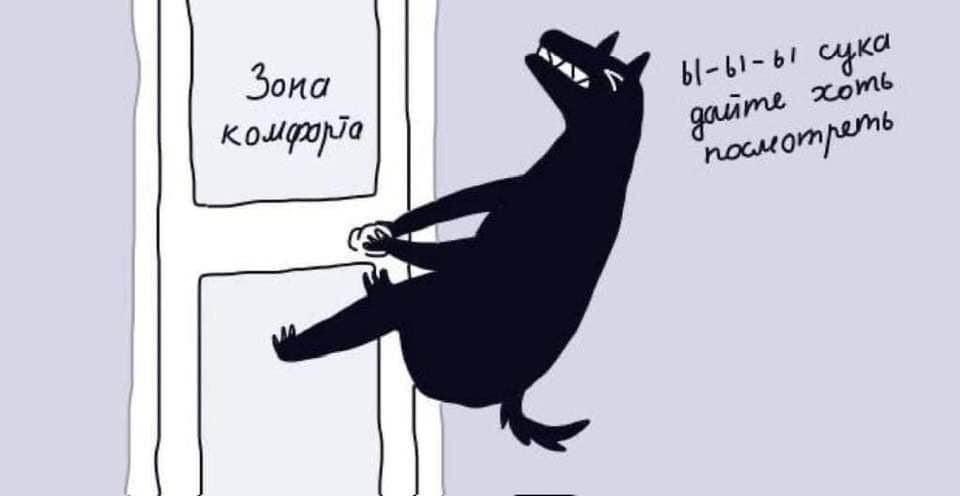 Зона
комфорта
Ы-ы-ы сука
дайте хоть
посмотреть